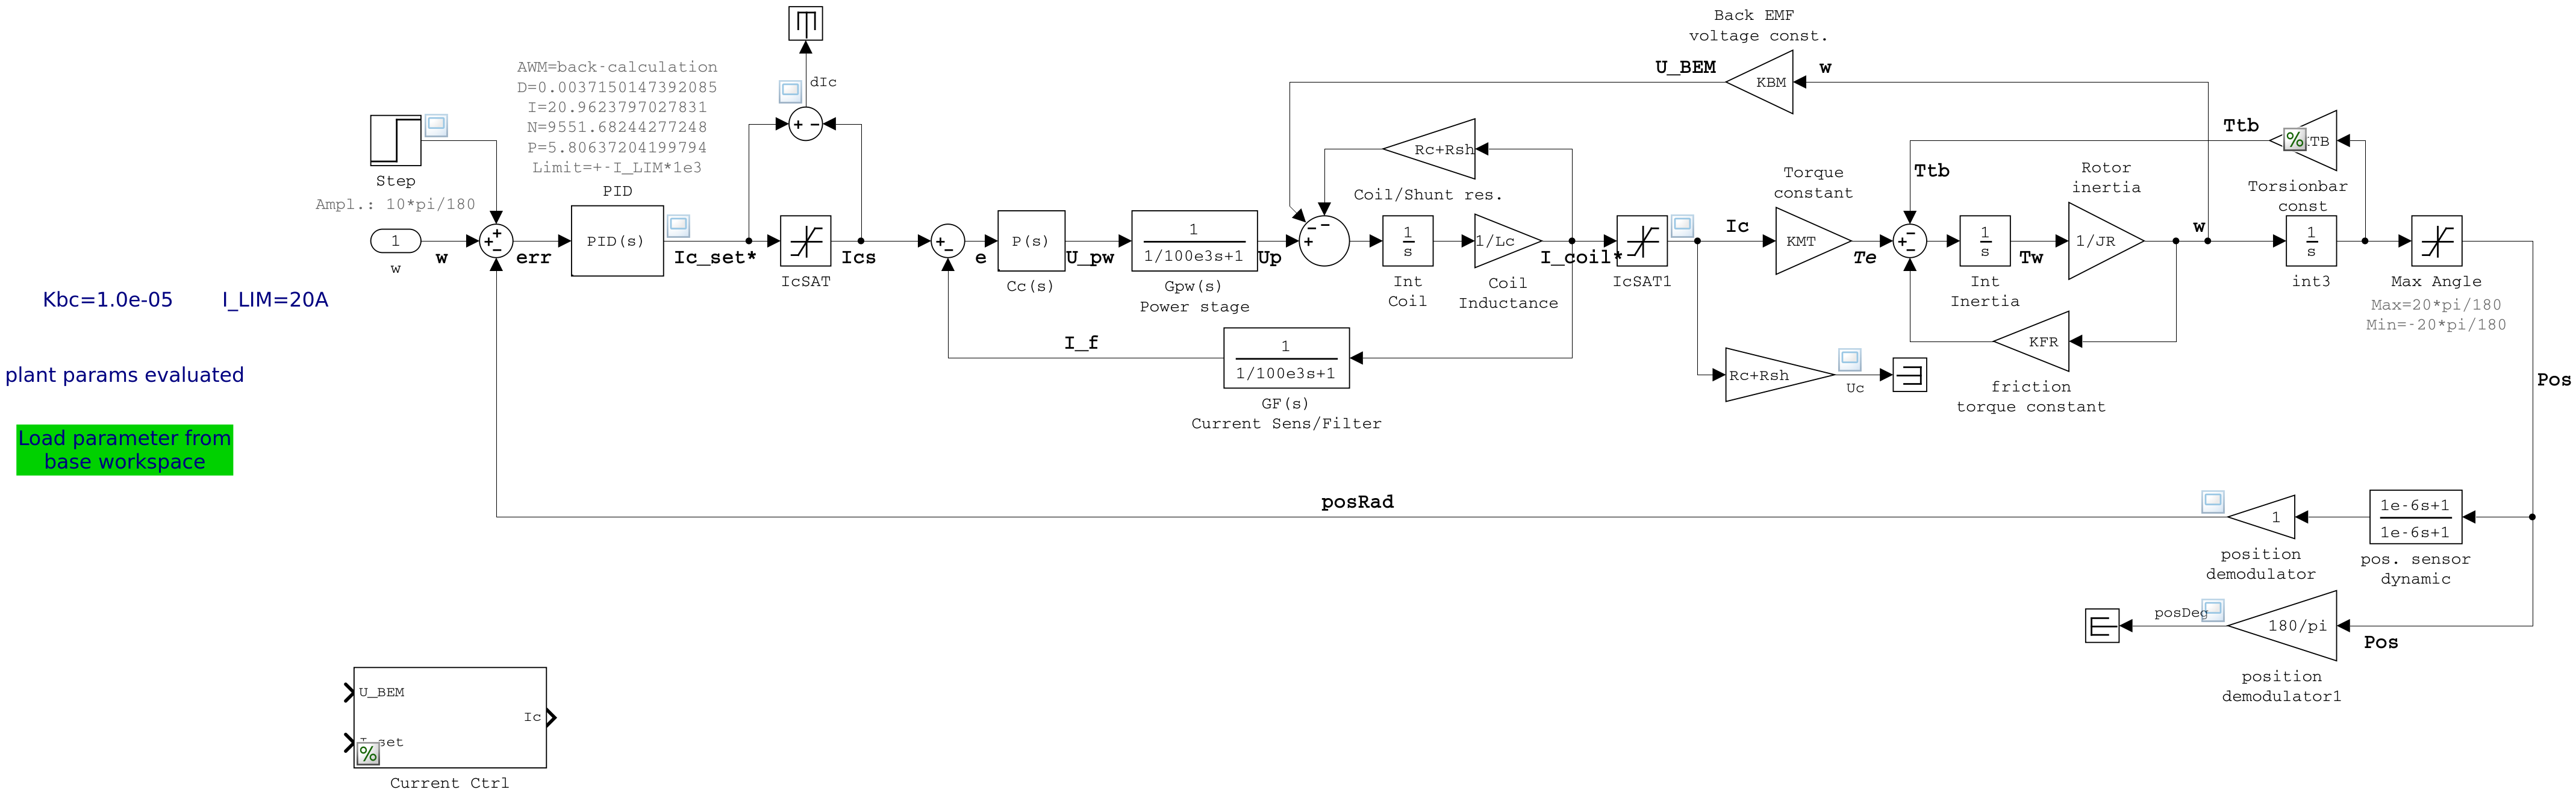 Back EMF
voltage const.
U_BEM
KBM
w
AWM=back-calculation
D=0.0037150147392085
I=20.9623797027831
N=9551.68244277248
P=5.80637204199794
Limit=+-I_LIM*1e3
PID
dIc
+ -
Step
Ampl.: 10*pi/180
1
w
w
+
+
-
err
PID(s)
Ic_set*
IcSAT
Ics
+
-
e
P(s)
Cc(s)
U_pw
1
1/100e3s+1
Gpw(s)
Power stage
Up
-
-
+
Rc+Rsh
Coil/Shunt res.
1
s
Int
Coil
1/Lc
Coil
Inductance
I_coil*
IcSAT1
Ic
Torque
constant
KMT
Te
Ttb
Ttb
TB
%
-
+
-
1
s
Int
Inertia
Tw
Rotor
inertia
1/JR
w
Torsionbar
const
1
s
int3
Max Angle
Max=20*pi/180
Min=-20*pi/180
KFR
friction
torque constant
Rc+Rsh
Uc
I_f
1
1/100e3s+1
GF(s)
Current Sens/Filter
Kbc=1.0e-05
I_LIM=20A
plant params evaluated
Load parameter from
base workspace
Pos
posRad
1
position
demodulator
1e-6s+1
1e-6s+1
pos. sensor
dynamic
posDeg
180/pi
Pos
position
demodulator1
U_BEM
Ic
set
%
Current Ctrl